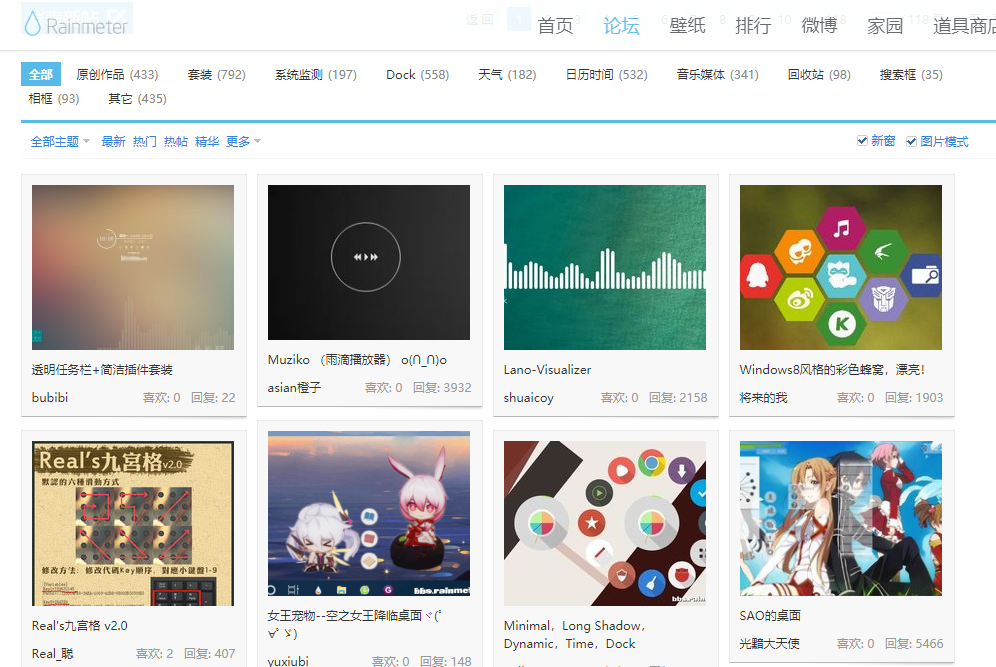 Rainmeter
首页 论坛 壁纸 排行 微博 家园 道具商店
全部 原创作品 (433) 套装 (792) 系统监测 (197) Dock (558) 天气 (182) 日历时间 (532) 音乐媒体 (341) 回收站 (98) 搜索框 (35)
相框 (93) 其它 (435)
全部主题 最新 热门 热帖 精华 更多 新窗 图片模式
透明任务栏+简洁插件套装
bubibi 喜欢: 0 回复: 22
Muziko （雨滴播放器） o(∩_∩)o
asian橙子 喜欢: 0 回复: 3932
Lano-Visualizer
shuaicoy 喜欢: 0 回复: 2158
Windows8风格的彩色蜂窝，漂亮！
将来的我 喜欢: 0 回复: 1903
Real's九宮格v2.0
默認的六種滑動方式
修改方法：修改代碼Key順序，對應小鍵盤1-9
Real's九宫格 v2.0
Real_聪 喜欢: 2 回复: 407
bbs.rainmet
女王宠物--空之女王降临桌面ヾ(ﾟ
∀ﾟゞ)
yuxiubi 喜欢: 0 回复: 148
bbs.rain
Minimal，Long Shadow，
Dynamic，Time，Dock
SAO的桌面
光黯大天使 喜欢: 0 回复: 5466